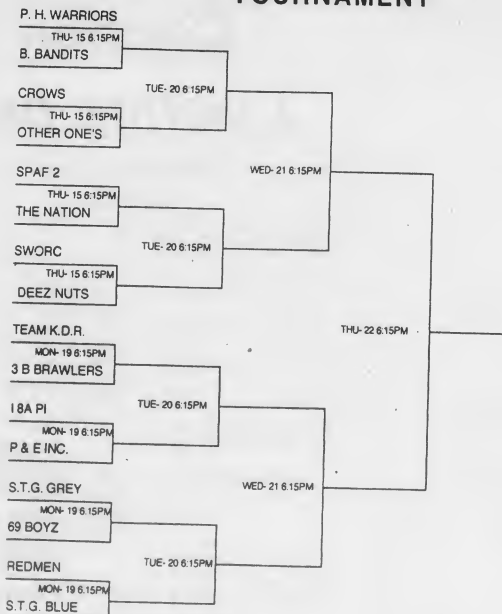 TOURNAMENT
P. H. WARRIORS
THU- 15 6:15PM
B. BANDITS
TUE- 20 6:15PM
CROWS
THU- 15 6:15PM
OTHER ONE'S
WED- 21 6:15PM
SPAF 2
THU- 15 6:15PM
THE NATION
TUE- 20 6:15PM
SWORC
THU- 15 6:15PM
DEEZ NUTS
THU- 22 6:15PM
TEAM K.D.R.
MON- 19 6:15PM
3 B BRAWLERS
TUE- 20 6:15PM
I 8A PI
MON- 19 6:15PM
P & E INC.
WED- 21 6:15PM
S.T.G. GREY
MON- 19 6:15PM
69 BOYZ
TUE- 20 6:15PM
REDMEN
MON- 19 6:15PM
S.T.G. BLUE